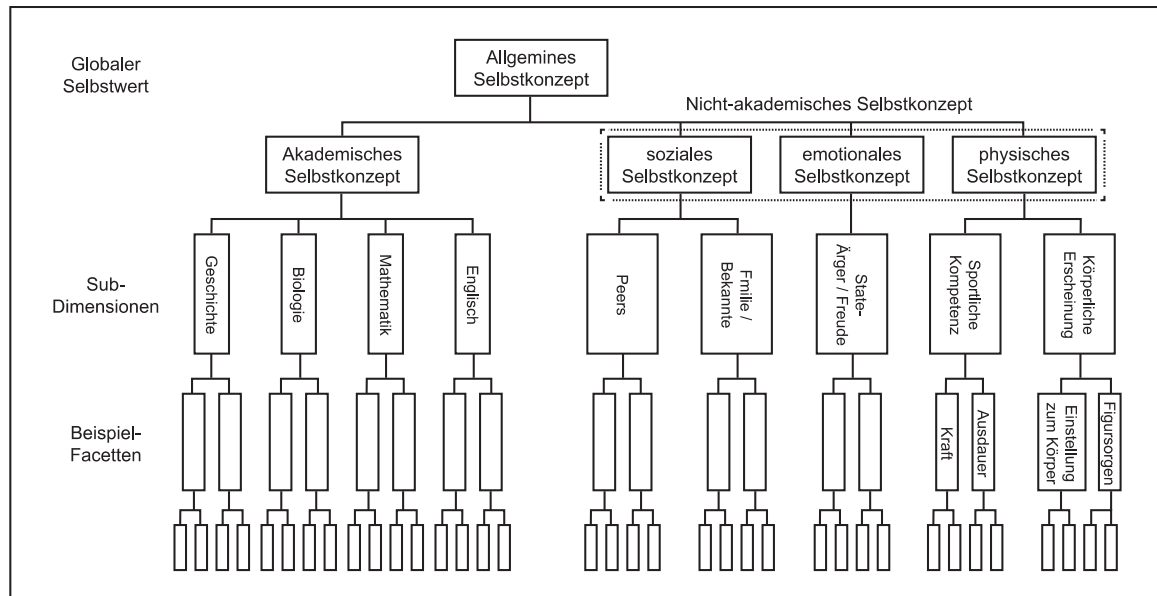 Globaler
Selbstwert
Allgemines
Selbstkonzept
Nicht-akademisches Selbstkonzept
Akademisches
Selbstkonzept
soziales
Selbstkonzept
emotionales
Selbstkonzept
physisches
Selbstkonzept
Sub-
Dimensionen
Geschichte
Biologie
Mathematik
Englisch
Peers
Fmilie /
Bekannte
State-
Ärger / Freude
Sportliche
Kompetenz
Körperliche
Erscheinung
Beispiel-
Facetten
Kraft
Ausdauer
Einstellung
zum Körper
Figursorgen